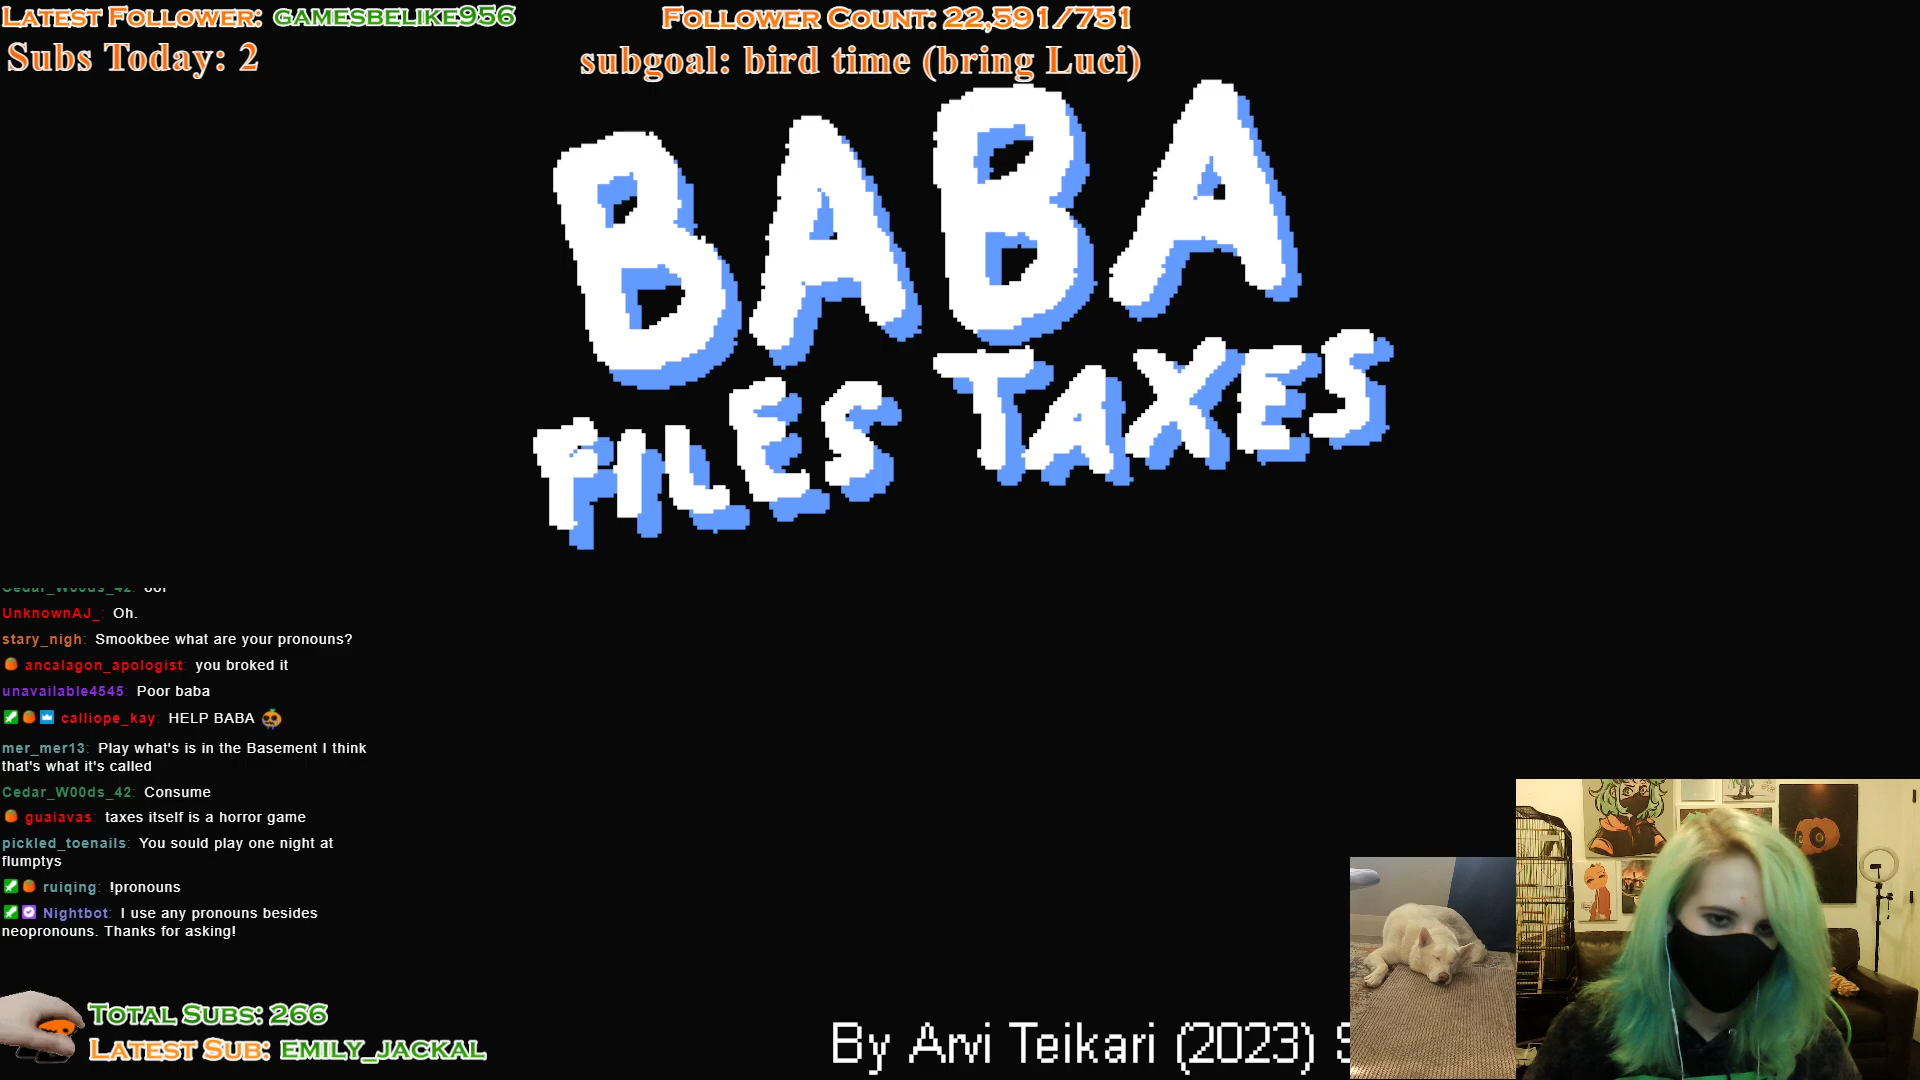 LATEST FOLLOWER: GAMESBELIKE956
FOLLOWER COUNT: 22,591/751
Subs Today: 2
subgoal: bird time (bring Luci)
BABA
FILES TAXES
Cedar_W00ds_42:
UnknownAJ_: Oh.
stary_nigh: Smookbee what are your pronouns?
ancalagon_apologist: you broked it
unavailable4545: Poor baba
calliope_kay: HELP BABA
mer_mer13: Play what's is in the Basement I think
that's what it's called
Cedar_W00ds_42: Consume
guaiavas: taxes itself is a horror game
pickled_toenails: You sould play one night at
flumptys
ruiqing: !pronouns
Nightbot: I use any pronouns besides
neopronouns. Thanks for asking!
TOTAL SUBS: 266
LATEST SUB: EMILY_JACKAL
By Arvi Teikari (2023)